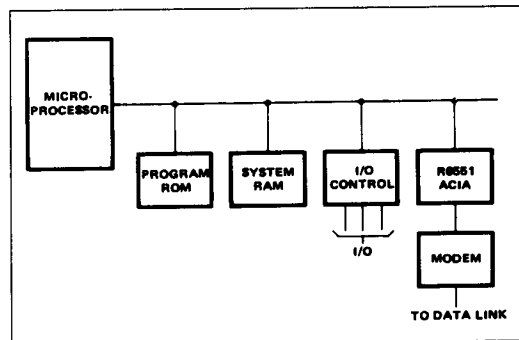 MICRO-
PROCESSOR
PROGRAM
ROM
SYSTEM
RAM
I/O
CONTROL
R6551
ACIA
I/O
MODEM
TO DATA LINK